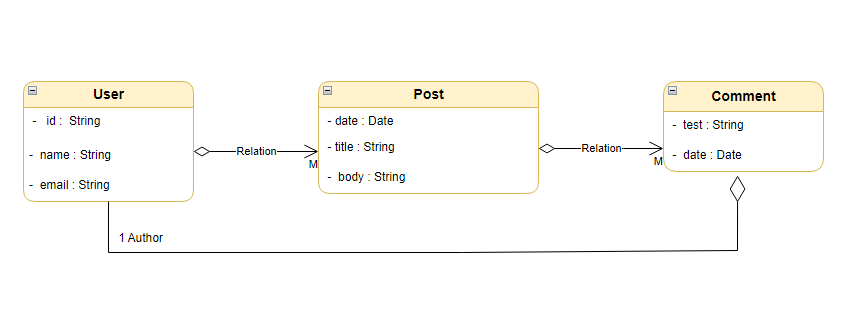 User
- id : String
- name : String
- email : String
Relation
M
Post
- date : Date
- title : String
- body : String
Relation
M
Comment
- test : String
- date : Date
1 Author